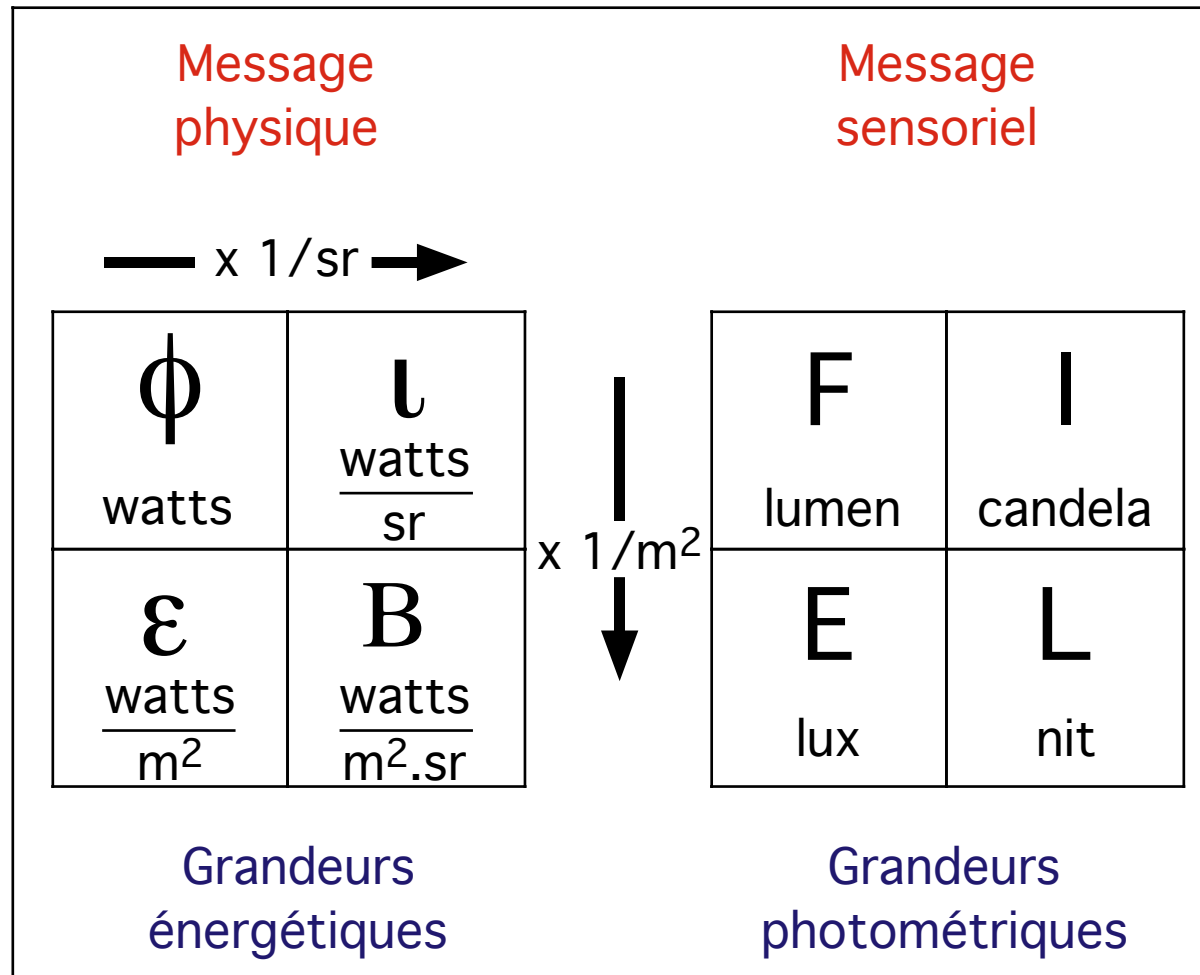 Message
physique
Message
sensoriel
x 1/sr
ϕ
watts
ι
watts
sr
x 1/m²
ε
watts
m²
B
watts
m².sr
F
lumen
I
candela
E
lux
L
nit
Grandeurs
énergétiques
Grandeurs
photométriques